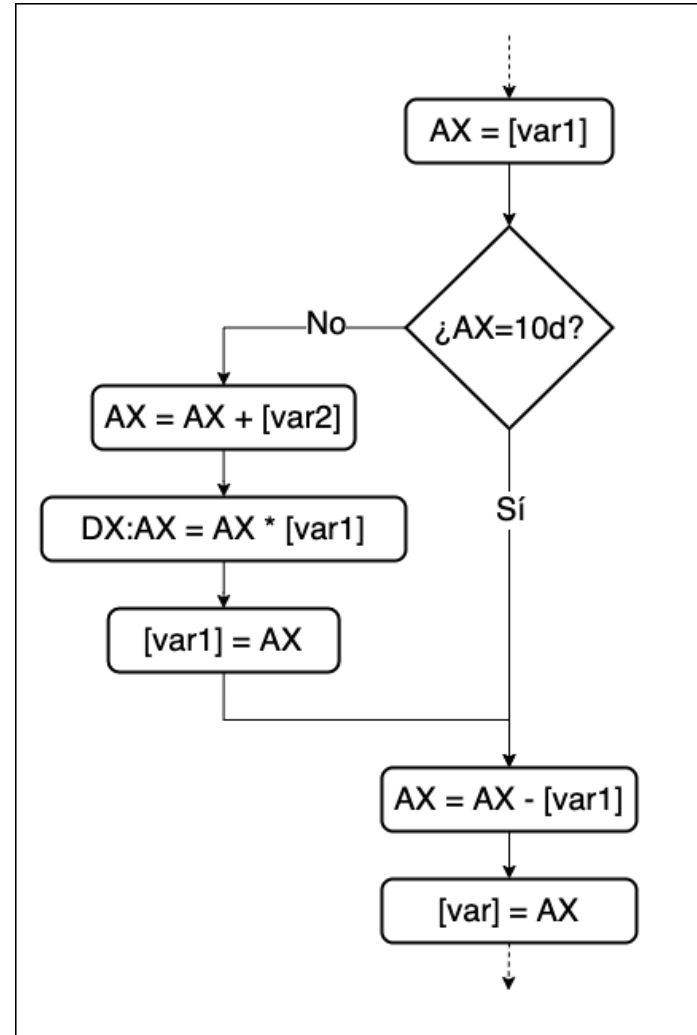 AX = [var1]
¿AX=10d?
No
AX = AX + [var2]
DX:AX = AX * [var1]
[var1] = AX
Sí
AX = AX - [var1]
[var] = AX